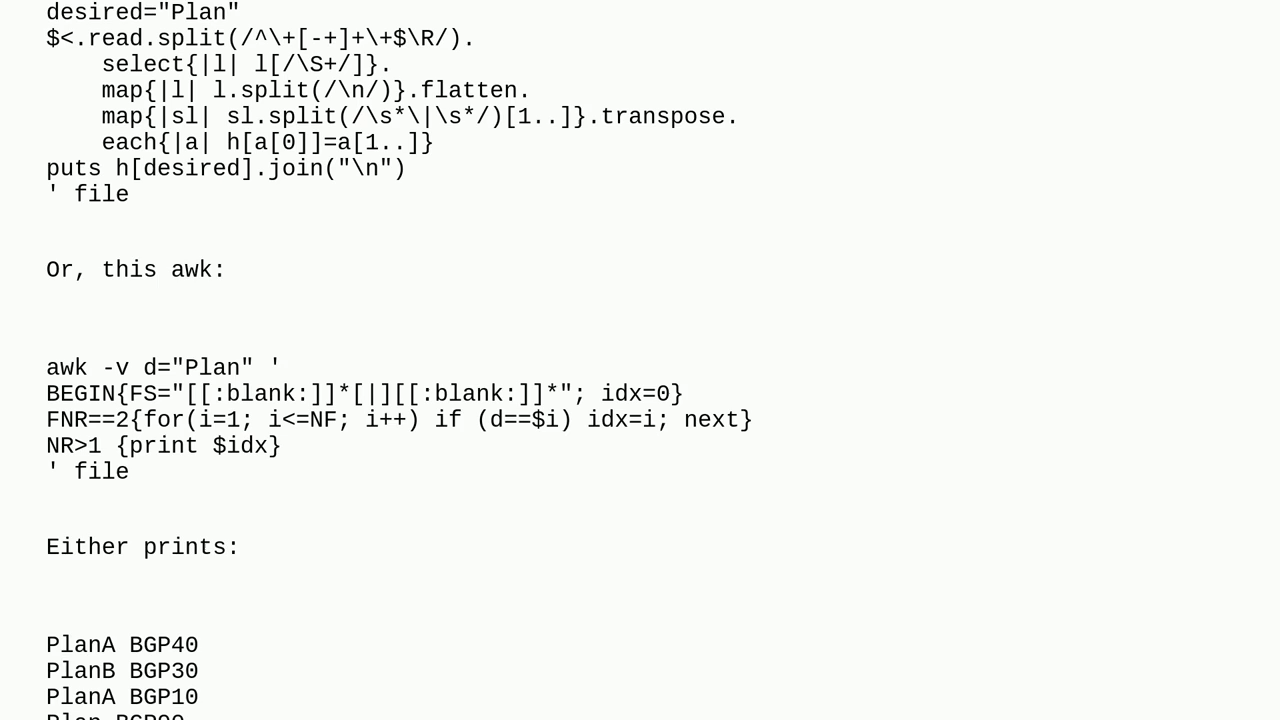 desired="Plan"
$<.read.split(/^\+[-+]+\+$\R/).
    select{|l| l[/\S+/]}.
    map{|l| l.split(/\n/)}.flatten.
    map{|sl| sl.split(/\s*\|\s*/)[1..]}.transpose.
    each{|a| h[a[0]]=a[1..]}
puts h[desired].join("\n")
' file
Or, this awk:
awk -v d="Plan" '
BEGIN{FS="[[:blank:]]*[|][[:blank:]]*"; idx=0}
FNR==2{for(i=1; i<=NF; i++) if (d==$i) idx=i; next}
NR>1 {print $idx}
' file
Either prints:
PlanA BGP40
PlanB BGP30
PlanA BGP10